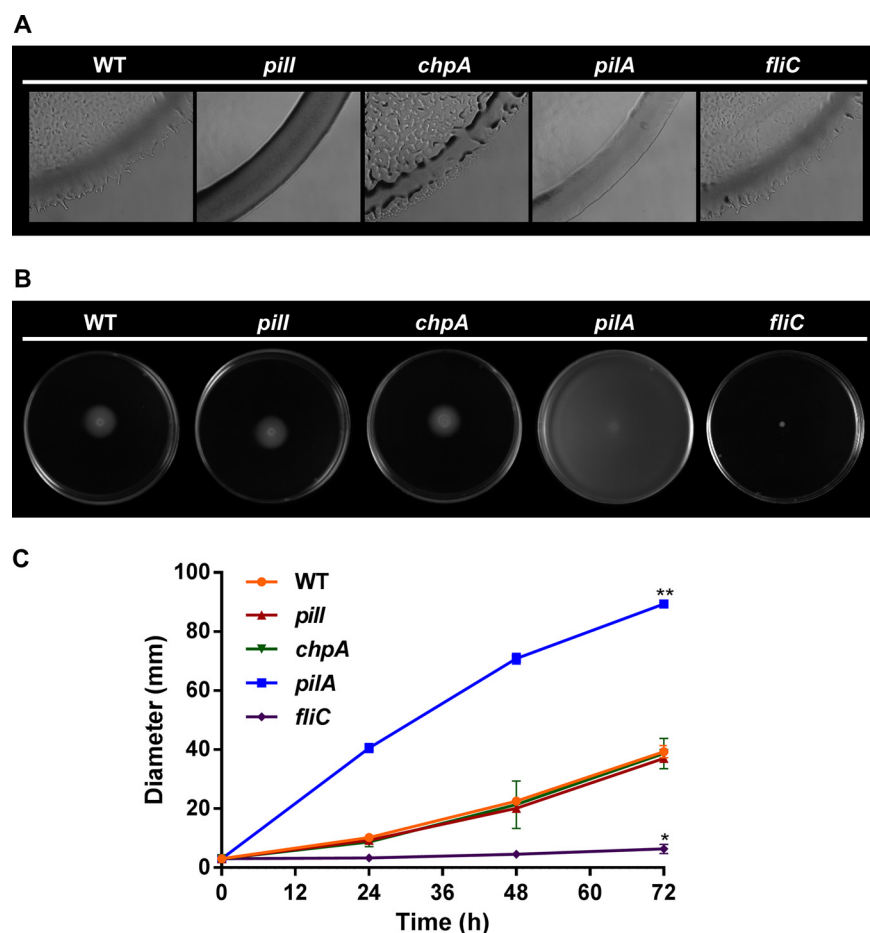 A
WT pilI chpA pilA fliC
B
WT pilI chpA pilA fliC
C
100
80
60
40
20
0
Diameter (mm)
WT
pilI
chpA
pilA
fliC
**
*
0 12 24 36 48 60 72
Time (h)